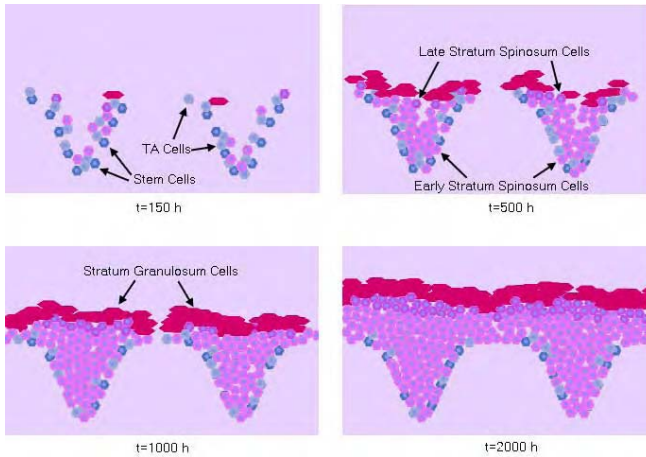 TA Cells
Stem Cells
t=150 h
Late Stratum Spinosum Cells
Early Stratum Spinosum Cells
t=500 h
Stratum Granulosum Cells
t=1000 h
t=2000 h